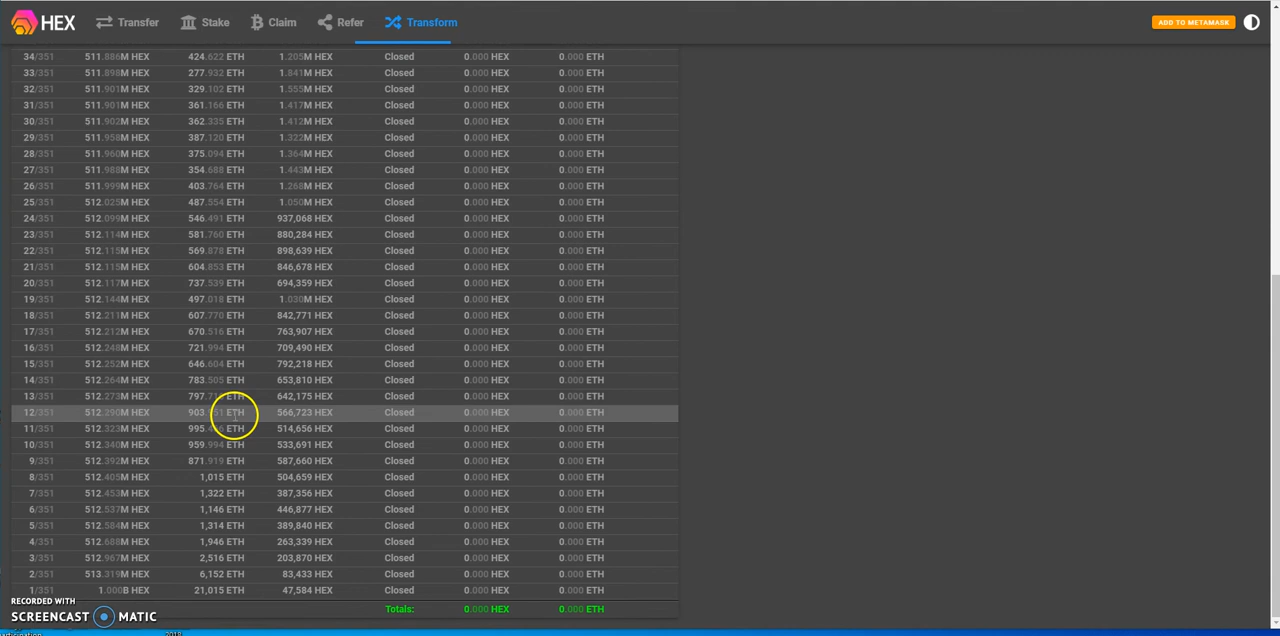 HEX Transfer Stake Claim Refer Transform ADD TO METAMASK
34/351 511.886M HEX 424.622 ETH 1.205M HEX Closed 0.000 HEX 0.000 ETH
33/351 511.898M HEX 277.932 ETH 1.841M HEX Closed 0.000 HEX 0.000 ETH
32/351 511.901M HEX 329.102 ETH 1.555M HEX Closed 0.000 HEX 0.000 ETH
31/351 511.901M HEX 361.166 ETH 1.417M HEX Closed 0.000 HEX 0.000 ETH
30/351 511.902M HEX 362.335 ETH 1.412M HEX Closed 0.000 HEX 0.000 ETH
29/351 511.958M HEX 387.120 ETH 1.322M HEX Closed 0.000 HEX 0.000 ETH
28/351 511.960M HEX 375.094 ETH 1.364M HEX Closed 0.000 HEX 0.000 ETH
27/351 511.988M HEX 354.688 ETH 1.443M HEX Closed 0.000 HEX 0.000 ETH
26/351 511.999M HEX 403.764 ETH 1.268M HEX Closed 0.000 HEX 0.000 ETH
25/351 512.025M HEX 487.554 ETH 1.050M HEX Closed 0.000 HEX 0.000 ETH
24/351 512.099M HEX 546.491 ETH 937,068 HEX Closed 0.000 HEX 0.000 ETH
23/351 512.114M HEX 581.760 ETH 880,284 HEX Closed 0.000 HEX 0.000 ETH
22/351 512.115M HEX 569.878 ETH 898,639 HEX Closed 0.000 HEX 0.000 ETH
21/351 512.115M HEX 604.853 ETH 846,678 HEX Closed 0.000 HEX 0.000 ETH
20/351 512.117M HEX 737.539 ETH 694,359 HEX Closed 0.000 HEX 0.000 ETH
19/351 512.144M HEX 497.018 ETH 1.030M HEX Closed 0.000 HEX 0.000 ETH
18/351 512.211M HEX 607.770 ETH 842,771 HEX Closed 0.000 HEX 0.000 ETH
17/351 512.212M HEX 670.516 ETH 763,907 HEX Closed 0.000 HEX 0.000 ETH
16/351 512.248M HEX 721.994 ETH 709,490 HEX Closed 0.000 HEX 0.000 ETH
15/351 512.252M HEX 646.604 ETH 792,218 HEX Closed 0.000 HEX 0.000 ETH
14/351 512.264M HEX 783.505 ETH 653,810 HEX Closed 0.000 HEX 0.000 ETH
13/351 512.273M HEX ETH 642,175 HEX Closed 0.000 HEX 0.000 ETH
12/351 512.390M HEX ETH 566,723 HEX Closed 0.000 HEX 0.000 ETH
11/351 512.323M HEX ETH 514,656 HEX Closed 0.000 HEX 0.000 ETH
10/351 512.340M HEX 959.994 ETH 533,691 HEX Closed 0.000 HEX 0.000 ETH
9/351 512.392M HEX 871.919 ETH 587,660 HEX Closed 0.000 HEX 0.000 ETH
8/351 512.405M HEX 1,015 ETH 504,659 HEX Closed 0.000 HEX 0.000 ETH
7/351 512.453M HEX 1,322 ETH 387,356 HEX Closed 0.000 HEX 0.000 ETH
6/351 512.537M HEX 1,146 ETH 446,877 HEX Closed 0.000 HEX 0.000 ETH
5/351 512.584M HEX 1,314 ETH 389,840 HEX Closed 0.000 HEX 0.000 ETH
4/351 512.688M HEX 1,946 ETH 263,339 HEX Closed 0.000 HEX 0.000 ETH
3/351 512.967M HEX 2,516 ETH 203,870 HEX Closed 0.000 HEX 0.000 ETH
2/351 513.319M HEX 6,152 ETH 83,433 HEX Closed 0.000 HEX 0.000 ETH
1/351 1.000B HEX 21,015 ETH 47,584 HEX Closed 0.000 HEX 0.000 ETH
Totals: 0.000 HEX 0.000 ETH
RECORDED WITH
SCREENCAST MATIC
2018